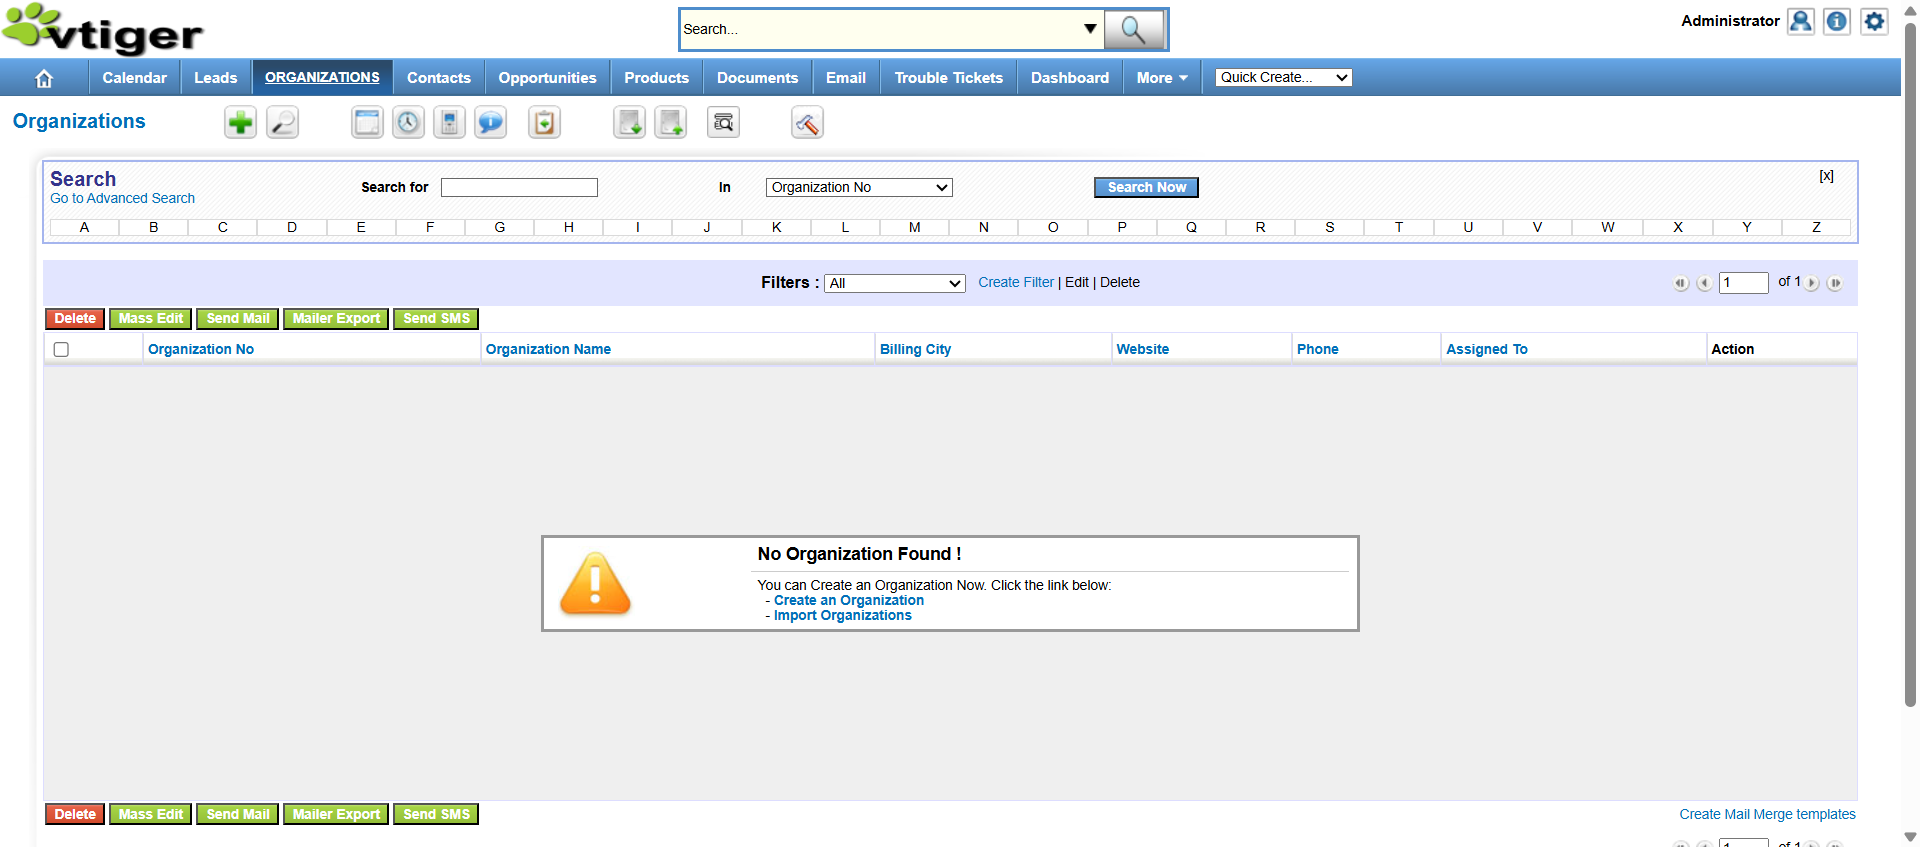 vtiger
Search...
Administrator
Calendar Leads ORGANIZATIONS Contacts Opportunities Products Documents Email Trouble Tickets Dashboard More Quick Create...
Organizations
Search
Go to Advanced Search
Search for In Organization No Search Now [x]
A B C D E F G H I J K L M N O P Q R S T U V W X Y Z
Filters : All Create Filter | Edit | Delete 1 of 1
Delete Mass Edit Send Mail Mailer Export Send SMS
Organization No Organization Name Billing City Website Phone Assigned To Action
No Organization Found !
You can Create an Organization Now. Click the link below:
- Create an Organization
- Import Organizations
Delete Mass Edit Send Mail Mailer Export Send SMS Create Mail Merge templates
1 of 1